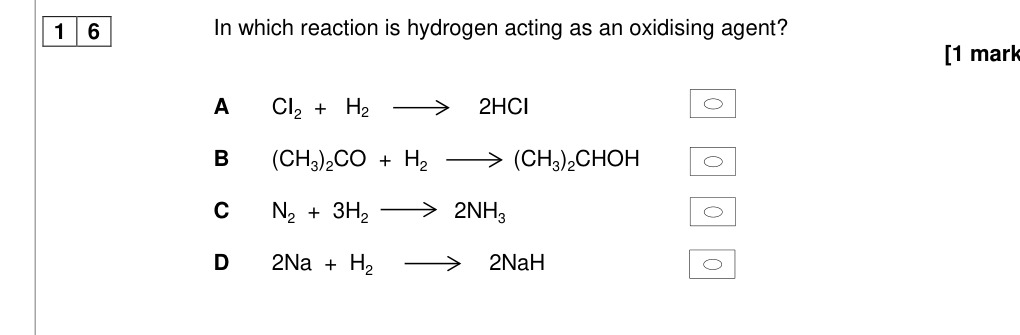 1 6 In which reaction is hydrogen acting as an oxidising agent?
[1 mark
A Cl₂ + H₂ ⟶ 2HCl
B (CH₃)₂CO + H₂ ⟶ (CH₃)₂CHOH
C N₂ + 3H₂ ⟶ 2NH₃
D 2Na + H₂ ⟶ 2NaH